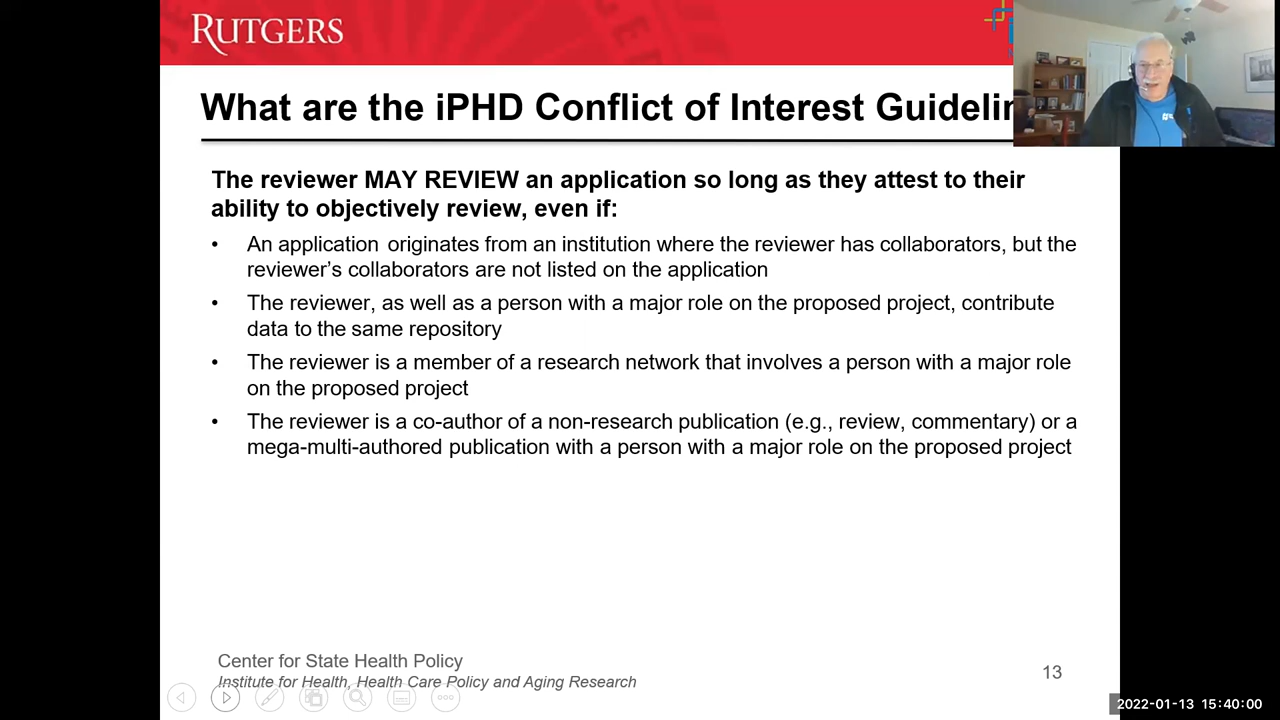 RUTGERS
What are the iPHD Conflict of Interest Guidelin
The reviewer MAY REVIEW an application so long as they attest to their
ability to objectively review, even if:
• An application originates from an institution where the reviewer has collaborators, but the
reviewer's collaborators are not listed on the application
• The reviewer, as well as a person with a major role on the proposed project, contribute
data to the same repository
• The reviewer is a member of a research network that involves a person with a major role
on the proposed project
• The reviewer is a co-author of a non-research publication (e.g., review, commentary) or a
mega-multi-authored publication with a person with a major role on the proposed project
Center for State Health Policy
Institute for Health, Health Care Policy and Aging Research
13
2022-01-13 15:40:00